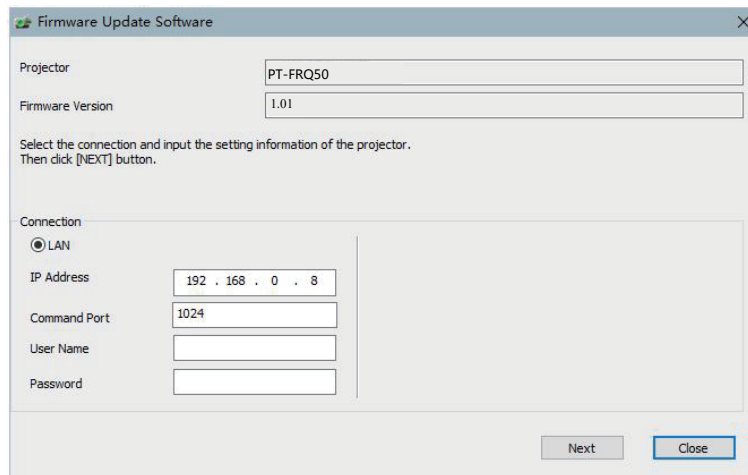 Firmware Update Software
Projector PT-FRQ50
Firmware Version 1.01
Select the connection and input the setting information of the projector.
Then click [NEXT] button.
Connection
LAN
IP Address 192 . 168 . 0 . 8
Command Port 1024
User Name
Password
Next Close